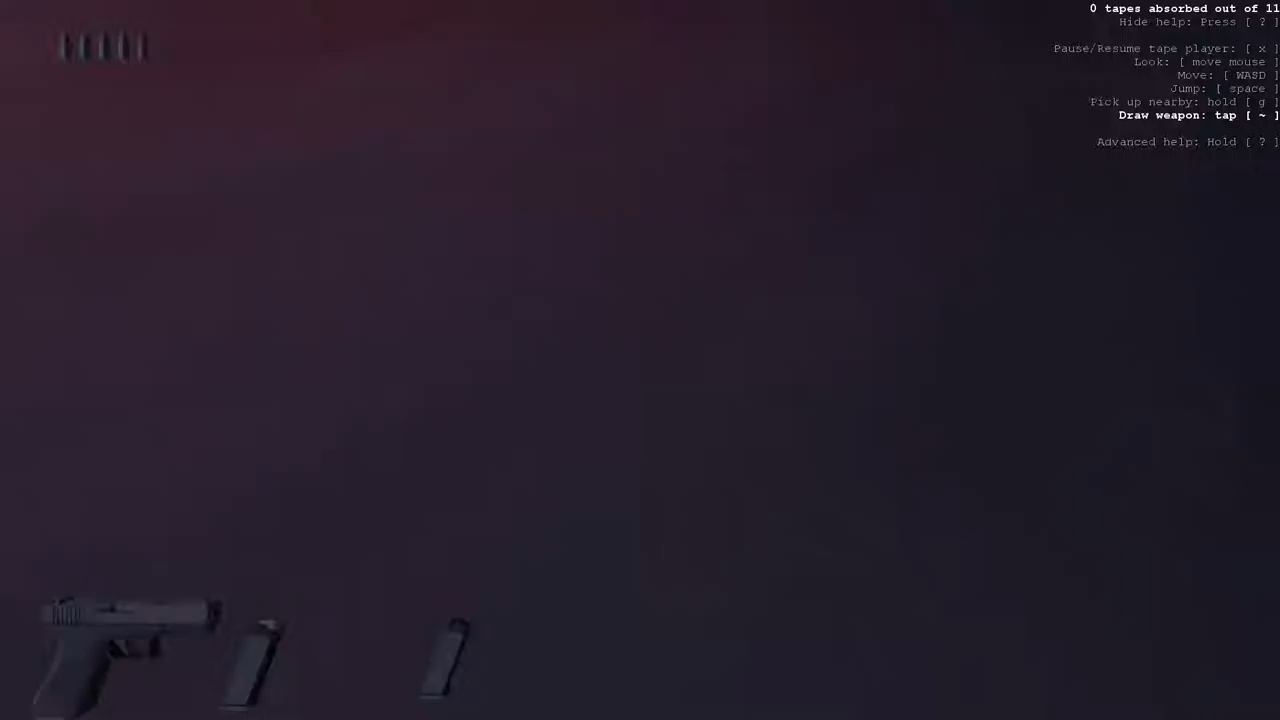 0 tapes absorbed out of 11
Hide help: Press [ ? ]
Pause/Resume tape player: [ x ]
Look: [ move mouse ]
Move: [ WASD ]
Jump: [ space ]
Pick up nearby: hold [ g ]
Draw weapon: tap [ ~ ]
Advanced help: Hold [ ? ]